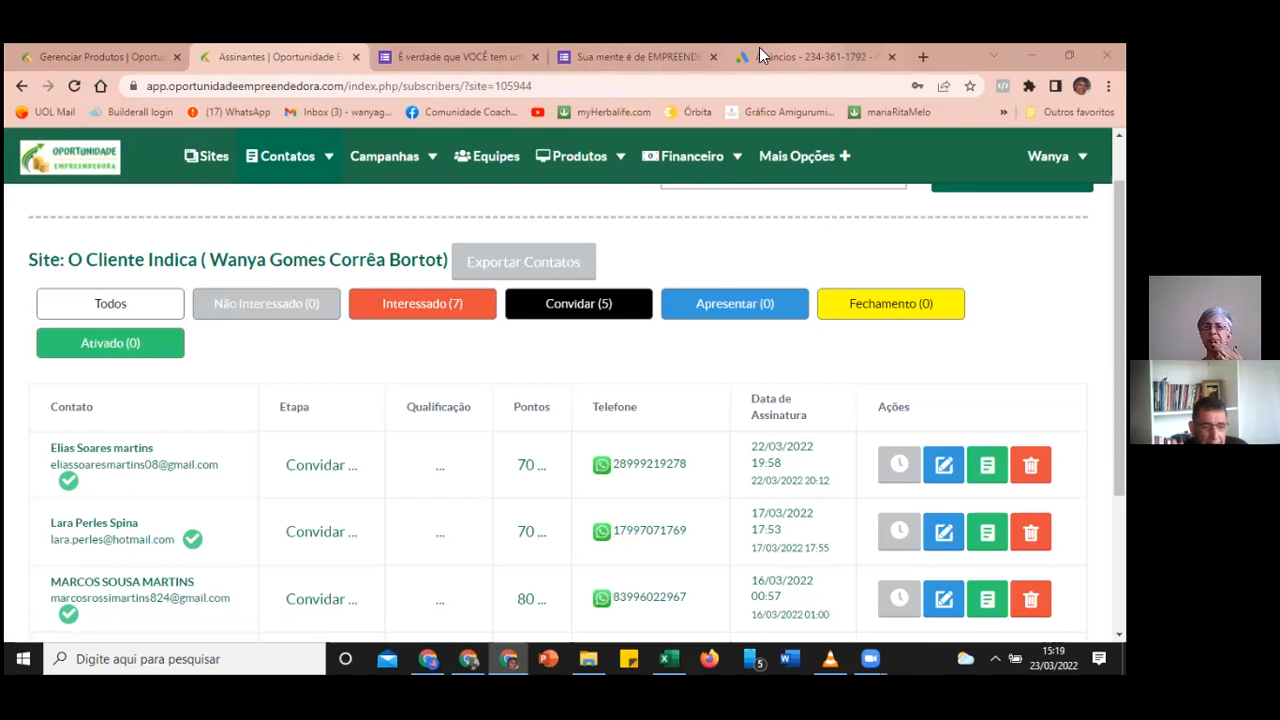 Gerenciar Produtos | Oportu
Assinantes | Oportunidade E
É verdade que VOCÊ tem um
Sua mente é de EMPREENDE
Anúncios - 234-361-1792 -
app.oportunidadeempreendedora.com/index.php/subscribers/?site=105944
UOL Mail
Builderall login
(17) WhatsApp
Inbox (3) - wanyag...
Comunidade Coach...
myHerbalife.com
Órbita
Gráfico Amigurumi...
mariaRitaMelo
»
Outros favoritos
OPORTUNIDADE
EMPREENDEDORA
Sites
Contatos
Campanhas
Equipes
Produtos
Financeiro
Mais Opções
Wanya
Site: O Cliente Indica ( Wanya Gomes Corrêa Bortot)
Exportar Contatos
Todos
Não Interessado (0)
Interessado (7)
Convidar (5)
Apresentar (0)
Fechamento (0)
Ativado (0)
Contato
Etapa
Qualificação
Pontos
Telefone
Data de
Assinatura
Ações
Elias Soares martins
eliassoaresmartins08@gmail.com
Convidar ...
...
70 ...
28999219278
22/03/2022
19:58
22/03/2022 20:12
Lara Perles Spina
lara.perles@hotmail.com
Convidar ...
...
70 ...
17997071769
17/03/2022
17:53
17/03/2022 17:55
MARCOS SOUSA MARTINS
marcosrossimartins824@gmail.com
Convidar ...
...
80 ...
83996022967
16/03/2022
00:57
16/03/2022 01:00
Digite aqui para pesquisar
5
15:19
23/03/2022